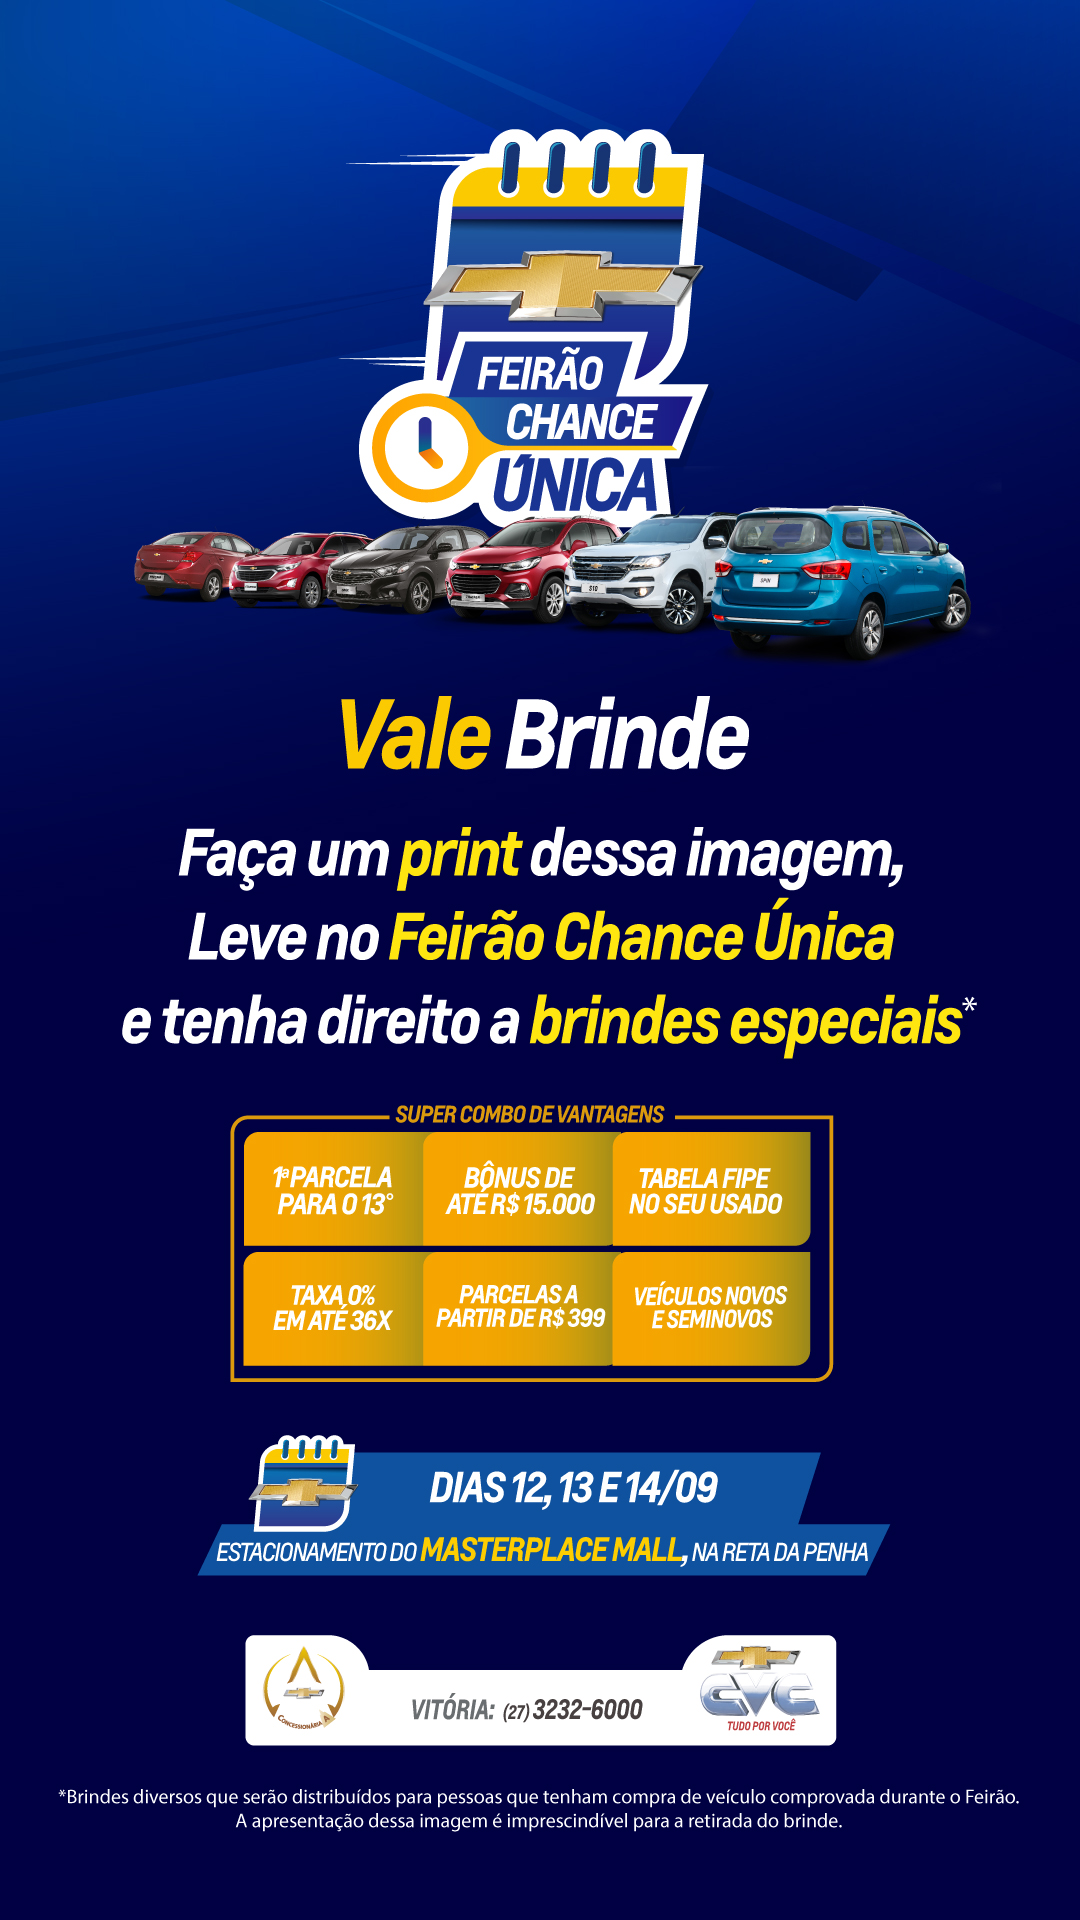 FEIRÃO
CHANCE
ÚNICA
S10
SPIN
Vale Brinde
Faça um print dessa imagem,
Leve no Feirão Chance Única
e tenha direito a brindes especiais*
SUPER COMBO DE VANTAGENS
1ª PARCELA
PARA O 13°
BÔNUS DE
ATÉ R$ 15.000
TABELA FIPE
NO SEU USADO
TAXA 0%
EM ATÉ 36X
PARCELAS A
PARTIR DE R$ 399
VEÍCULOS NOVOS
E SEMINOVOS
DIAS 12, 13 E 14/09
ESTACIONAMENTO DO MASTERPLACE MALL, NA RETA DA PENHA
CONCESSIONÁRIA A
VITÓRIA: (27) 3232-6000
CVC
TUDO POR VOCÊ
*Brindes diversos que serão distribuídos para pessoas que tenham compra de veículo comprovada durante o Feirão.
A apresentação dessa imagem é imprescindível para a retirada do brinde.